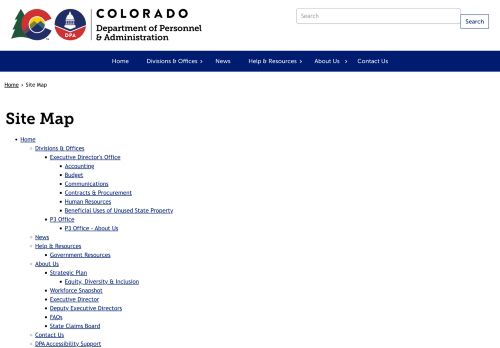 COLORADO
Department of Personnel
& Administration
DPA
Search
Search
Home Divisions & Offices › News Help & Resources › About Us › Contact Us
Home › Site Map
Site Map
Home
Divisions & Offices
Executive Director's Office
Accounting
Budget
Communications
Contracts & Procurement
Human Resources
Beneficial Uses of Unused State Property
P3 Office
P3 Office - About Us
News
Help & Resources
Government Resources
About Us
Strategic Plan
Equity, Diversity & Inclusion
Workforce Snapshot
Executive Director
Deputy Executive Directors
FAQs
State Claims Board
Contact Us
DPA Accessibility Support